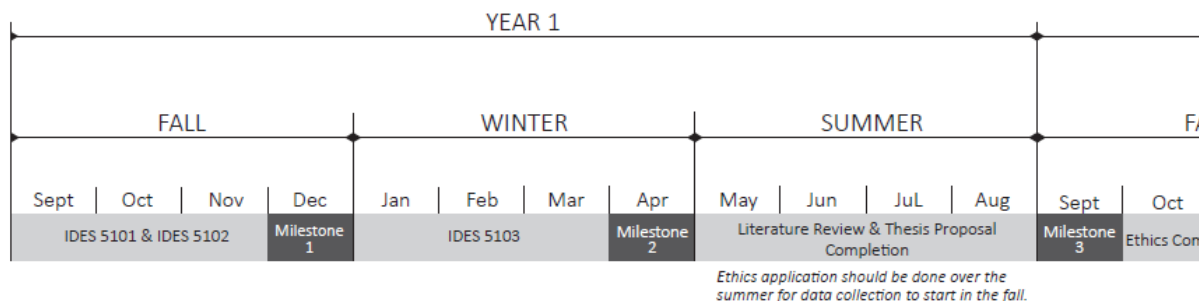 YEAR 1
FALL WINTER SUMMER
Sept Oct Nov Dec Jan Feb Mar Apr May Jun JuL Aug Sept Oct
IDES 5101 & IDES 5102
Milestone
1
IDES 5103
Milestone
2
Literature Review & Thesis Proposal
Completion
Milestone
3
Ethics
Ethics application should be done over the
summer for data collection to start in the fall.